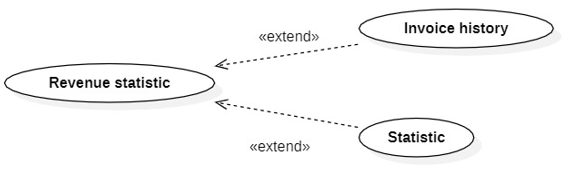 Invoice history
«extend»
Revenue statistic
Statistic
«extend»